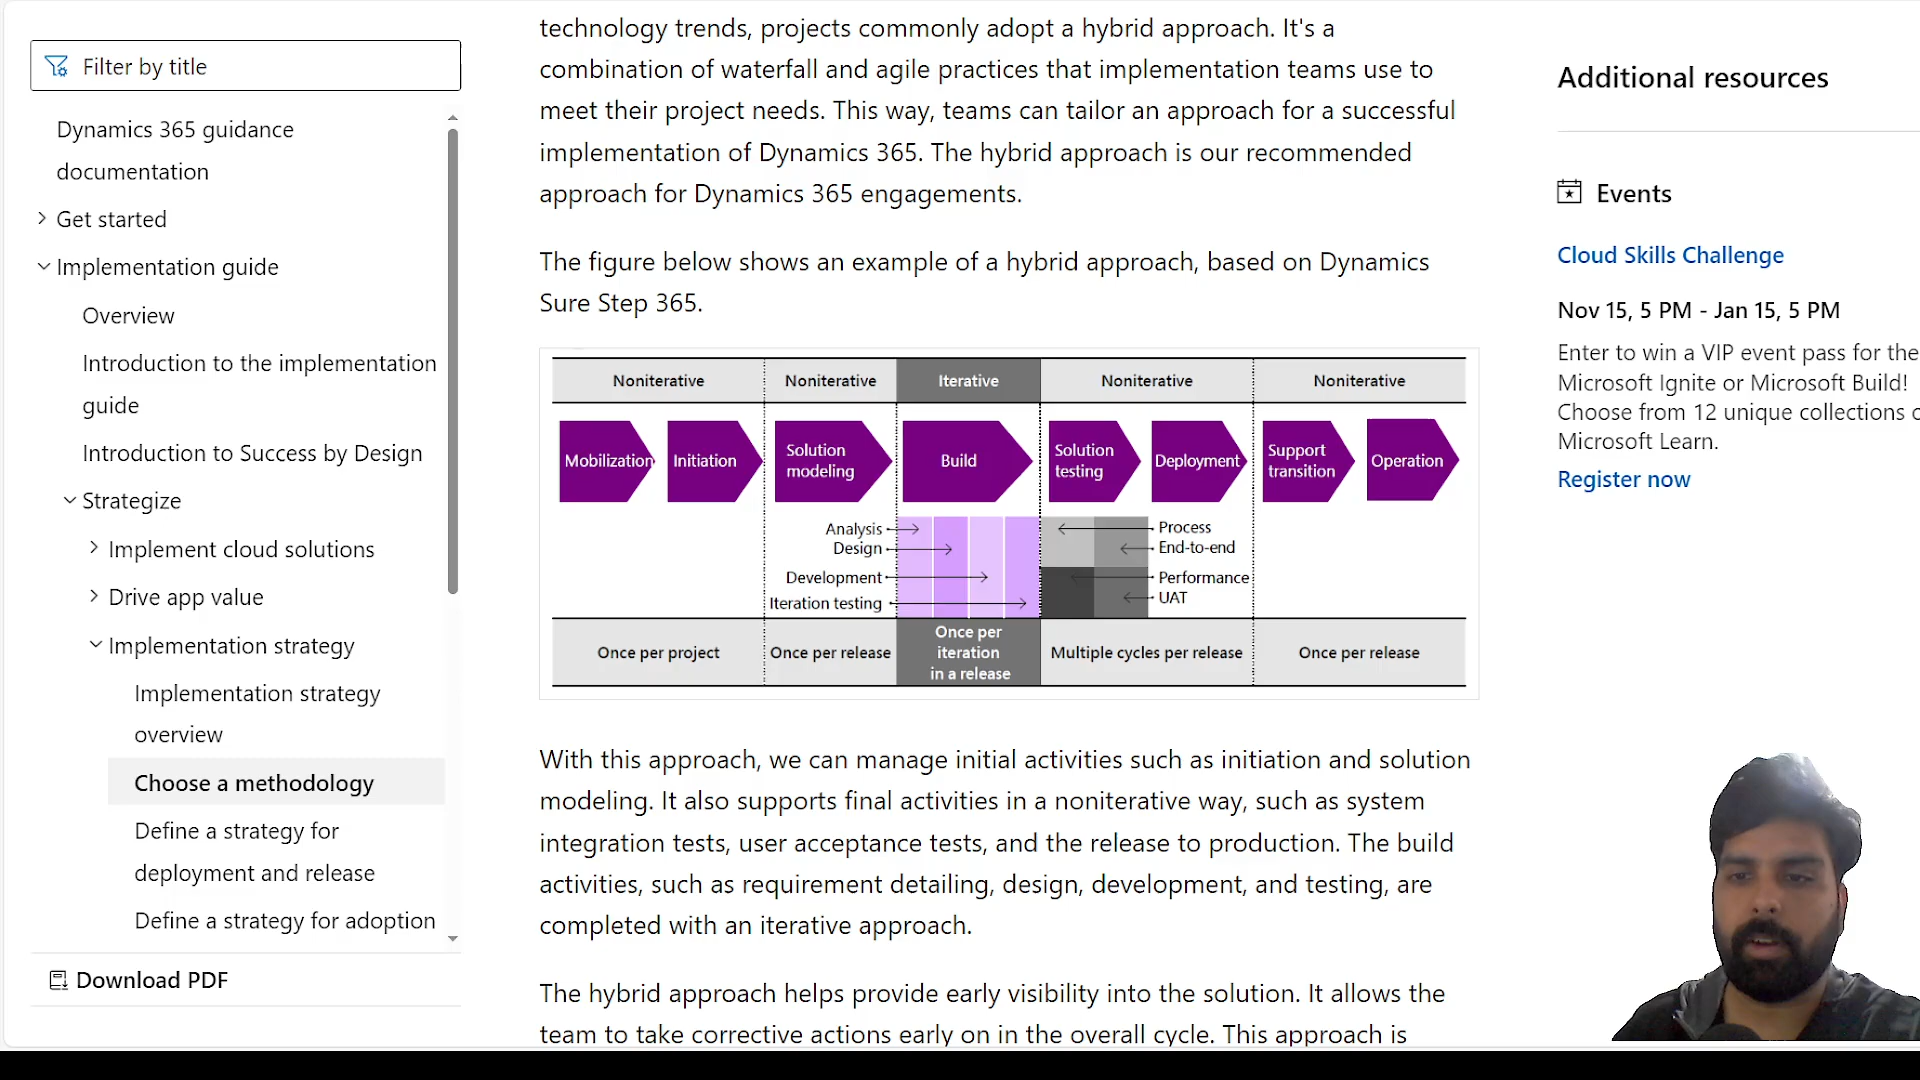 Filter by title
Dynamics 365 guidance
documentation
Get started
Implementation guide
Overview
Introduction to the implementation
guide
Introduction to Success by Design
Strategize
Implement cloud solutions
Drive app value
Implementation strategy
Implementation strategy
overview
Choose a methodology
Define a strategy for
deployment and release
Define a strategy for adoption
Download PDF
technology trends, projects commonly adopt a hybrid approach. It's a
combination of waterfall and agile practices that implementation teams use to
meet their project needs. This way, teams can tailor an approach for a successful
implementation of Dynamics 365. The hybrid approach is our recommended
approach for Dynamics 365 engagements.
The figure below shows an example of a hybrid approach, based on Dynamics
Sure Step 365.
Noniterative Noniterative Iterative Noniterative Noniterative
Mobilization Initiation Solution modeling Build Solution testing Deployment Support transition Operation
Analysis
Design
Development
Iteration testing
Process
End-to-end
Performance
UAT
Once per project Once per release Once per iteration in a release Multiple cycles per release Once per release
With this approach, we can manage initial activities such as initiation and solution
modeling. It also supports final activities in a noniterative way, such as system
integration tests, user acceptance tests, and the release to production. The build
activities, such as requirement detailing, design, development, and testing, are
completed with an iterative approach.
The hybrid approach helps provide early visibility into the solution. It allows the
team to take corrective actions early on in the overall cycle. This approach is
Additional resources
Events
Cloud Skills Challenge
Nov 15, 5 PM - Jan 15, 5 PM
Enter to win a VIP event pass for the
Microsoft Ignite or Microsoft Build!
Choose from 12 unique collections
Microsoft Learn.
Register now